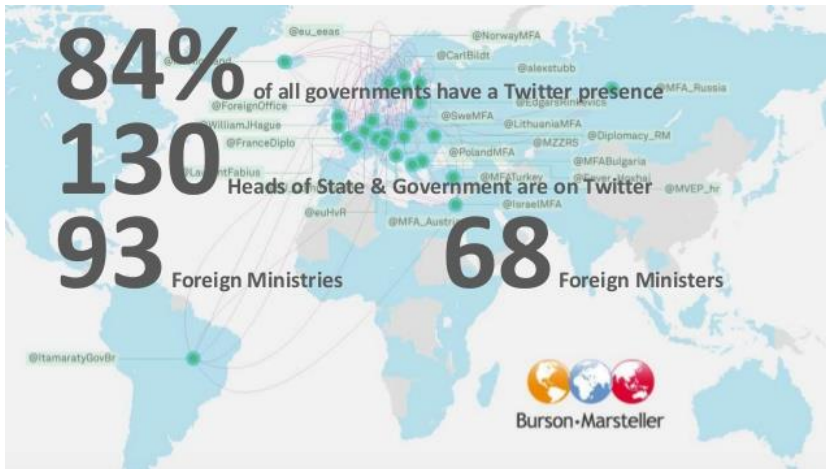 @eu_eeas
@NorwayMFA
@CarlBildt
84%
@alexstubb
of all governments have a Twitter presence
@MFA_Russia
@ForeignOffice
@EdgarsRinkevics
@SweMFA
@WilliamJHague
@LithuaniaMFA
130
@FranceDiplo
@MZZRS
@Diplomacy_RM
@PolandMFA
@MFABulgaria
Heads of State & Government are on Twitter
@MFATurkey
@MVEP_hr
@euHvR
@IsraelMFA
@MFA_Austria
93
Foreign Ministries
68
Foreign Ministers
@ItamaratyGovBr
Burson•Marsteller